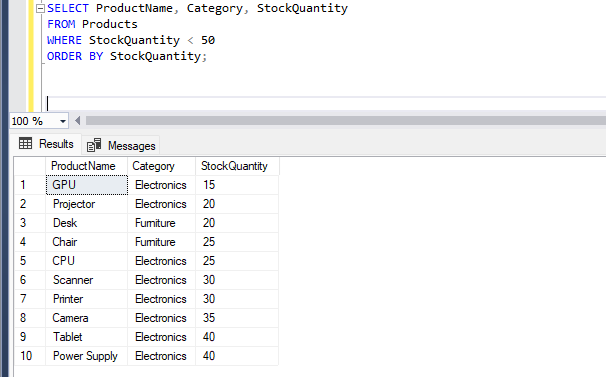 SELECT ProductName, Category, StockQuantity
FROM Products
WHERE StockQuantity < 50
ORDER BY StockQuantity;
100 %
Results Messages
ProductName Category StockQuantity
1 GPU Electronics 15
2 Projector Electronics 20
3 Desk Furniture 20
4 Chair Furniture 25
5 CPU Electronics 25
6 Scanner Electronics 30
7 Printer Electronics 30
8 Camera Electronics 35
9 Tablet Electronics 40
10 Power Supply Electronics 40